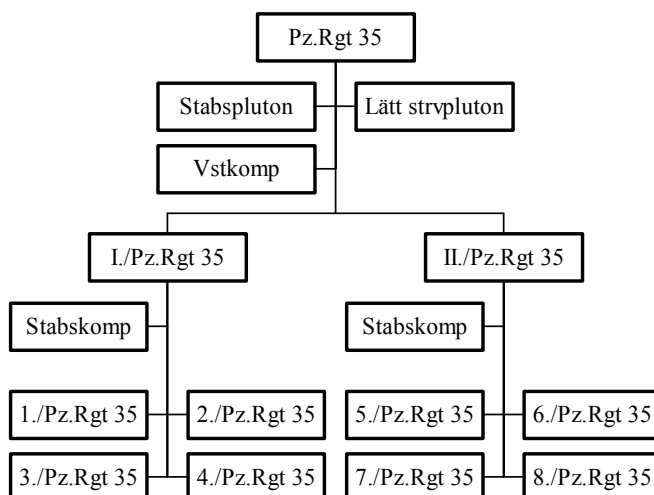 Pz.Rgt 35
Stabspluton
Lätt strvpluton
Vstkomp
I./Pz.Rgt 35
II./Pz.Rgt 35
Stabskomp
Stabskomp
1./Pz.Rgt 35
2./Pz.Rgt 35
5./Pz.Rgt 35
6./Pz.Rgt 35
3./Pz.Rgt 35
4./Pz.Rgt 35
7./Pz.Rgt 35
8./Pz.Rgt 35